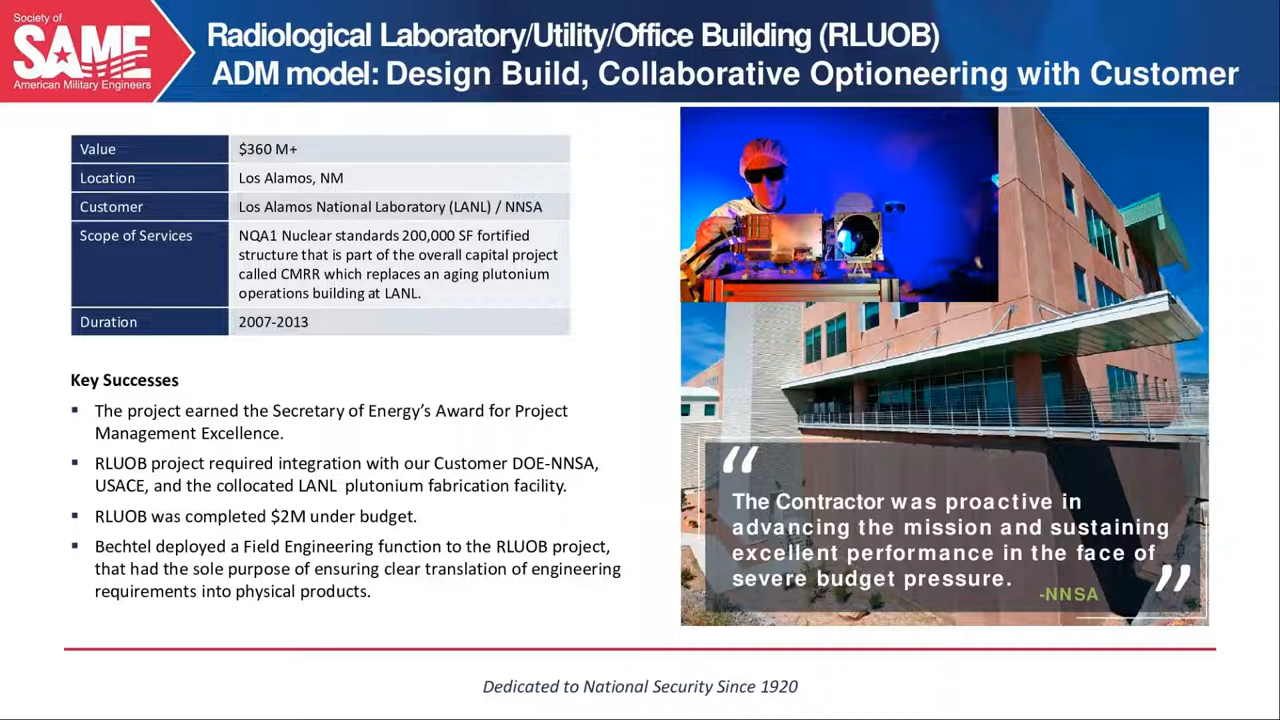 Society of
SAME
American Military Engineers
Radiological Laboratory/Utility/Office Building (RLUOB)
ADM model: Design Build, Collaborative Optioneering with Customer
Value $360 M+
Location Los Alamos, NM
Customer Los Alamos National Laboratory (LANL) / NNSA
Scope of Services NQA1 Nuclear standards 200,000 SF fortified
structure that is part of the overall capital project
called CMRR which replaces an aging plutonium
operations building at LANL.
Duration 2007-2013
Key Successes
▪ The project earned the Secretary of Energy’s Award for Project
Management Excellence.
▪ RLUOB project required integration with our Customer DOE-NNSA,
USACE, and the collocated LANL plutonium fabrication facility.
▪ RLUOB was completed $2M under budget.
▪ Bechtel deployed a Field Engineering function to the RLUOB project,
that had the sole purpose of ensuring clear translation of engineering
requirements into physical products.
“
The Contractor was proactive in
advancing the mission and sustaining
excellent performance in the face of
severe budget pressure. ”
-NNSA
Dedicated to National Security Since 1920